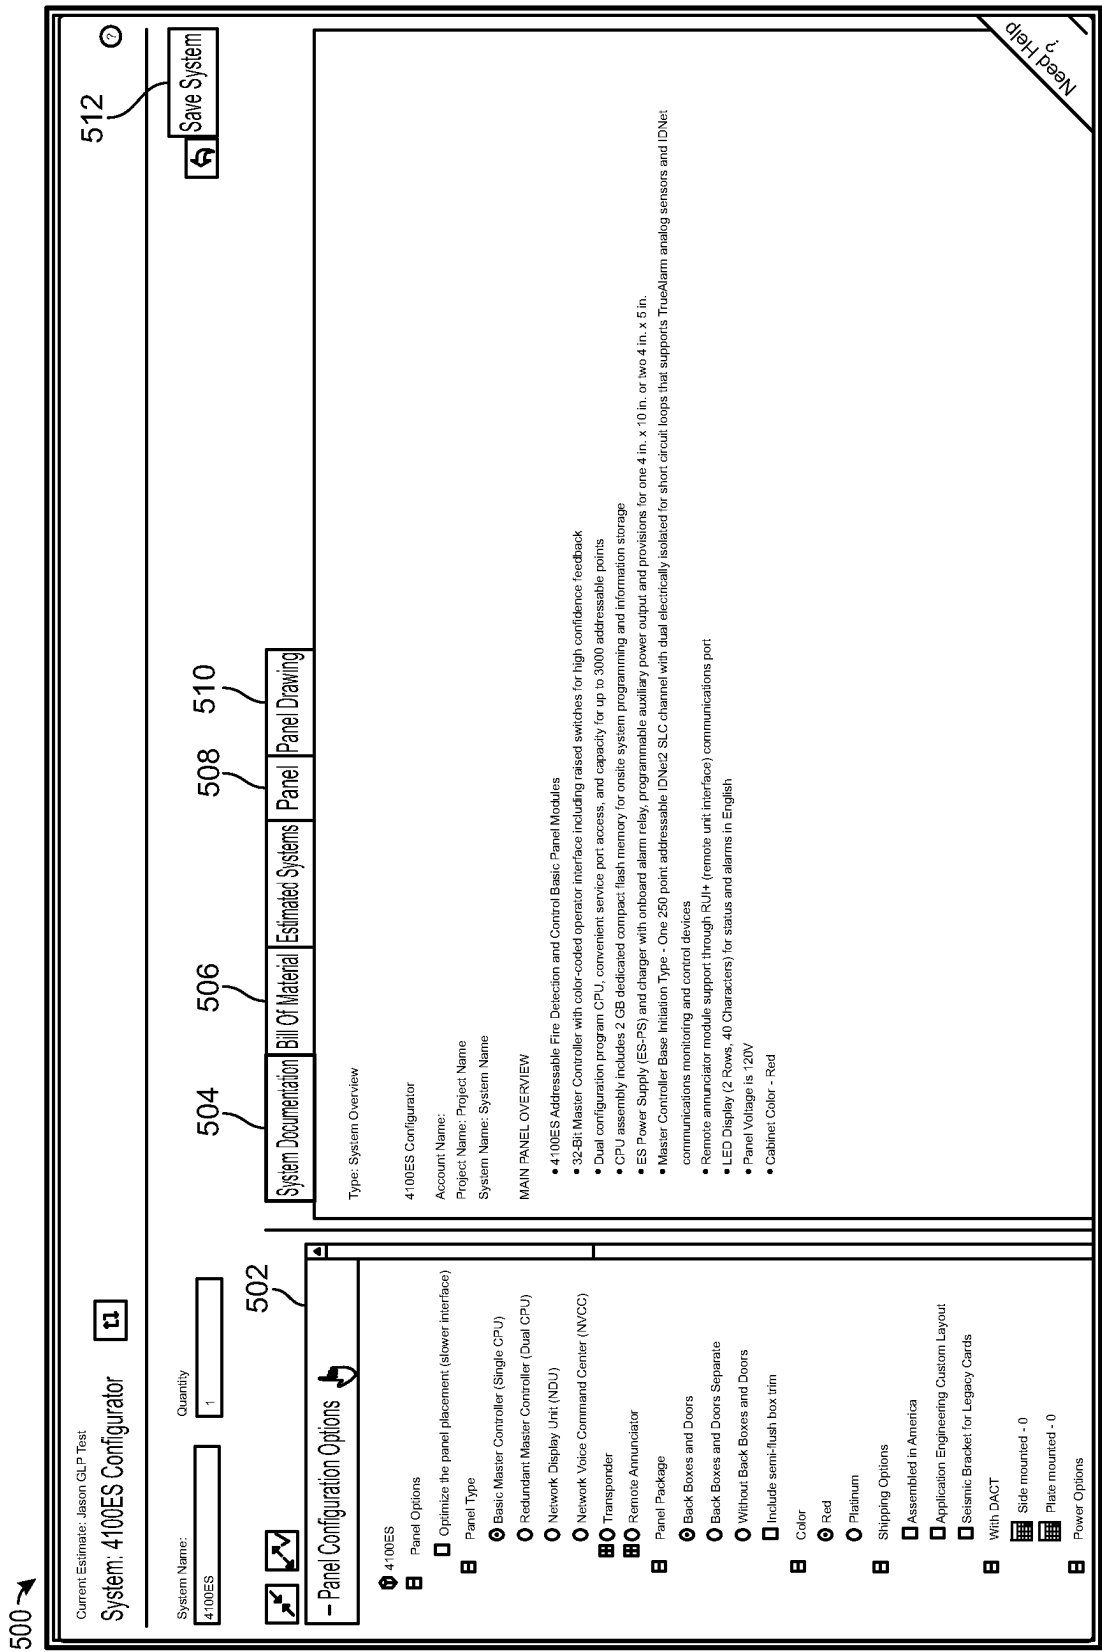 500
Current Estimate: Jason GLP Test
System: 4100ES Configurator
?
512
System Name:
4100ES
Quantity
1
Save System
502
504
506
508
510
– Panel Configuration Options
4100ES
Panel Options
Optimize the panel placement (slower interface)
Panel Type
Basic Master Controller (Single CPU)
Redundant Master Controller (Dual CPU)
Network Display Unit (NDU)
Network Voice Command Center (NVCC)
Transponder
Remote Annunciator
Panel Package
Back Boxes and Doors
Back Boxes and Doors Separate
Without Back Boxes and Doors
Include semi-flush box trim
Color
Red
Platinum
Shipping Options
Assembled in America
Application Engineering Custom Layout
Seismic Bracket for Legacy Cards
With DACT
Side mounted - 0
Plate mounted - 0
Power Options
System Documentation Bill Of Material Estimated Systems Panel Panel Drawing
Type: System Overview
4100ES Configurator
Account Name:
Project Name: Project Name
System Name: System Name
MAIN PANEL OVERVIEW
• 4100ES Addressable Fire Detection and Control Basic Panel Modules
• 32-Bit Master Controller with color-coded operator interface including raised switches for high confidence feedback
• Dual configuration program CPU, convenient service port access, and capacity for up to 3000 addressable points
• CPU assembly includes 2 GB dedicated compact flash memory for onsite system programming and information storage
• ES Power Supply (ES-PS) and charger with onboard alarm relay, programmable auxiliary power output and provisions for one 4 in. x 10 in. or two 4 in. x 5 in.
• Master Controller Base Initiation Type - One 250 point addressable IDNet2 SLC channel with dual electrically isolated for short circuit loops that supports TrueAlarm analog sensors and IDNet
communications monitoring and control devices
• Remote annunciator module support through RUI+ (remote unit interface) communications port
• LED Display (2 Rows, 40 Characters) for status and alarms in English
• Panel Voltage is 120V
• Cabinet Color - Red
Need Help
?